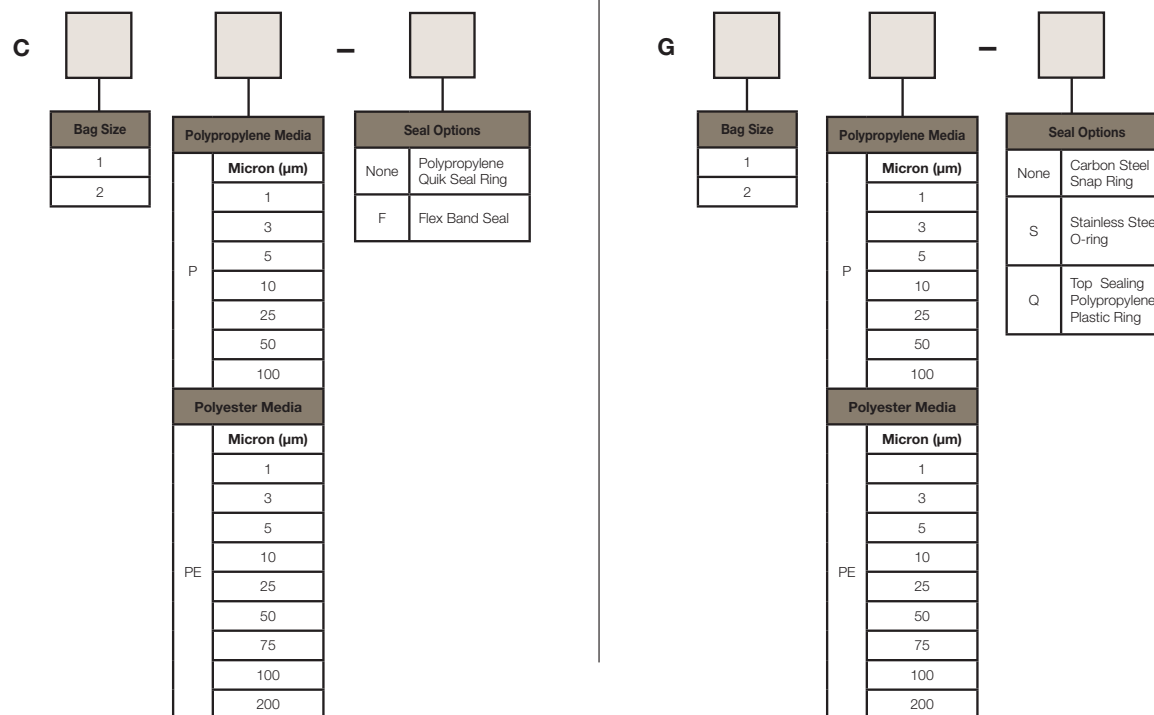 C
–
Bag Size
1
2
Polypropylene Media
Micron (µm)
P
1
3
5
10
25
50
100
Polyester Media
Micron (µm)
PE
1
3
5
10
25
50
75
100
200
Seal Options
None
Polypropylene
Quik Seal Ring
F
Flex Band Seal
G
–
Bag Size
1
2
Polypropylene Media
Micron (µm)
P
1
3
5
10
25
50
100
Polyester Media
Micron (µm)
PE
1
3
5
10
25
50
75
100
200
Seal Options
None
Carbon Steel
Snap Ring
S
Stainless Stee
O-ring
Q
Top Sealing
Polypropylene
Plastic Ring